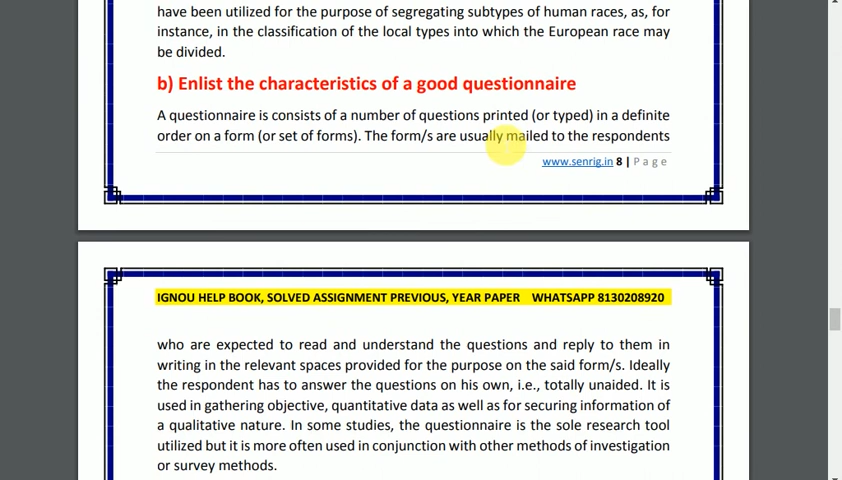 have been utilized for the purpose of segregating subtypes of human races, as, for
instance, in the classification of the local types into which the European race may
be divided.
b) Enlist the characteristics of a good questionnaire
A questionnaire is consists of a number of questions printed (or typed) in a definite
order on a form (or set of forms). The form/s are usually mailed to the respondents
www.senrig.in 8 | P a g e
IGNOU HELP BOOK, SOLVED ASSIGNMENT PREVIOUS, YEAR PAPER WHATSAPP 8130208920
who are expected to read and understand the questions and reply to them in
writing in the relevant spaces provided for the purpose on the said form/s. Ideally
the respondent has to answer the questions on his own, i.e., totally unaided. It is
used in gathering objective, quantitative data as well as for securing information of
a qualitative nature. In some studies, the questionnaire is the sole research tool
utilized but it is more often used in conjunction with other methods of investigation
or survey methods.